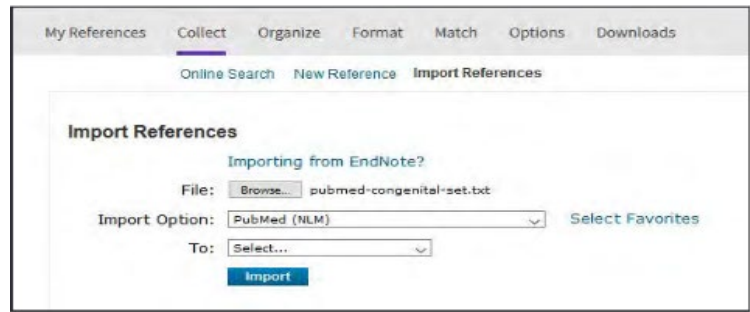 My References Collect Organize Format Match Options Downloads
Online Search New Reference Import References
Import References
Importing from EndNote?
File: Browse... pubmed-congenital-set.txt
Import Option: PubMed (NLM) Select Favorites
To: Select...
Import